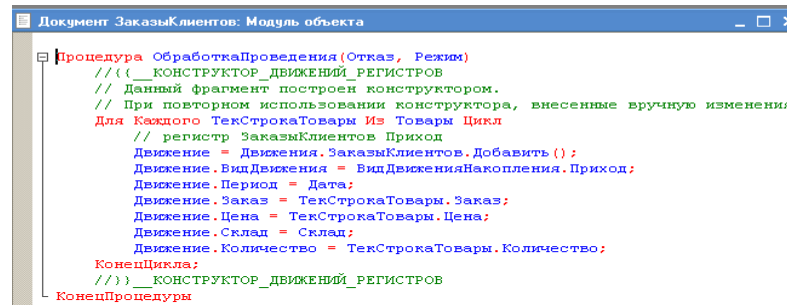 Документ ЗаказыКлиентов: Модуль объекта
Процедура ОбработкаПроведения(Отказ, Режим)
//{{__КОНСТРУКТОР_ДВИЖЕНИЙ_РЕГИСТРОВ
// Данный фрагмент построен конструктором.
// При повторном использовании конструктора, внесенные вручную изменения
Для Каждого ТекСтрокаТовары Из Товары Цикл
// регистр ЗаказыКлиентов Приход
Движение = Движения.ЗаказыКлиентов.Добавить();
Движение.ВидДвижения = ВидДвиженияНакопления.Приход;
Движение.Период = Дата;
Движение.Заказ = ТекСтрокаТовары.Заказ;
Движение.Цена = ТекСтрокаТовары.Цена;
Движение.Склад = Склад;
Движение.Количество = ТекСтрокаТовары.Количество;
КонецЦикла;
//}}__КОНСТРУКТОР_ДВИЖЕНИЙ_РЕГИСТРОВ
КонецПроцедуры